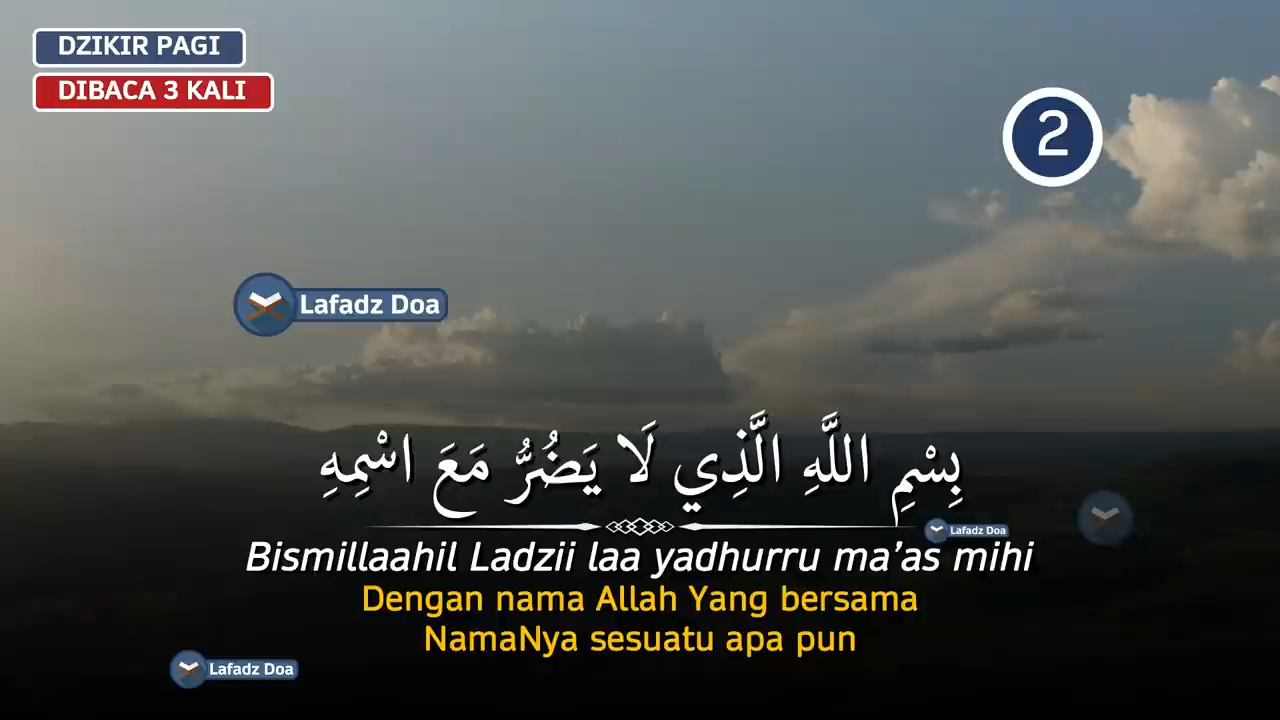 DZIKIR PAGI
DIBACA 3 KALI
2
Lafadz Doa
بِسْمِ اللَّهِ الَّذِي لَا يَضُرُّ مَعَ اسْمِهِ
Lafadz Doa
Bismillaahil Ladzii laa yadhurru ma’as mihi
Dengan nama Allah Yang bersama
NamaNya sesuatu apa pun
Lafadz Doa